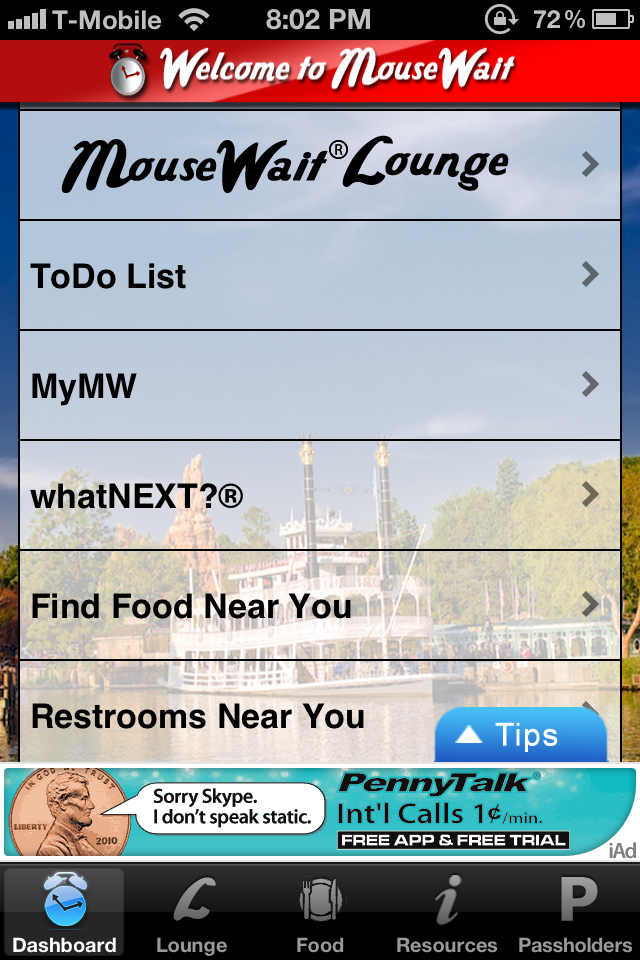 T-Mobile 8:02 PM 72%
Welcome to MouseWait
MouseWait® Lounge
ToDo List
MyMW
whatNEXT?®
Find Food Near You
Restrooms Near You
Tips
IN GOD WE TRUST
LIBERTY
2010
Sorry Skype.
I don't speak static.
PennyTalk
Int'l Calls 1¢/min.
FREE APP & FREE TRIAL
iAd
Dashboard L Lounge Food i Resources P Passholders